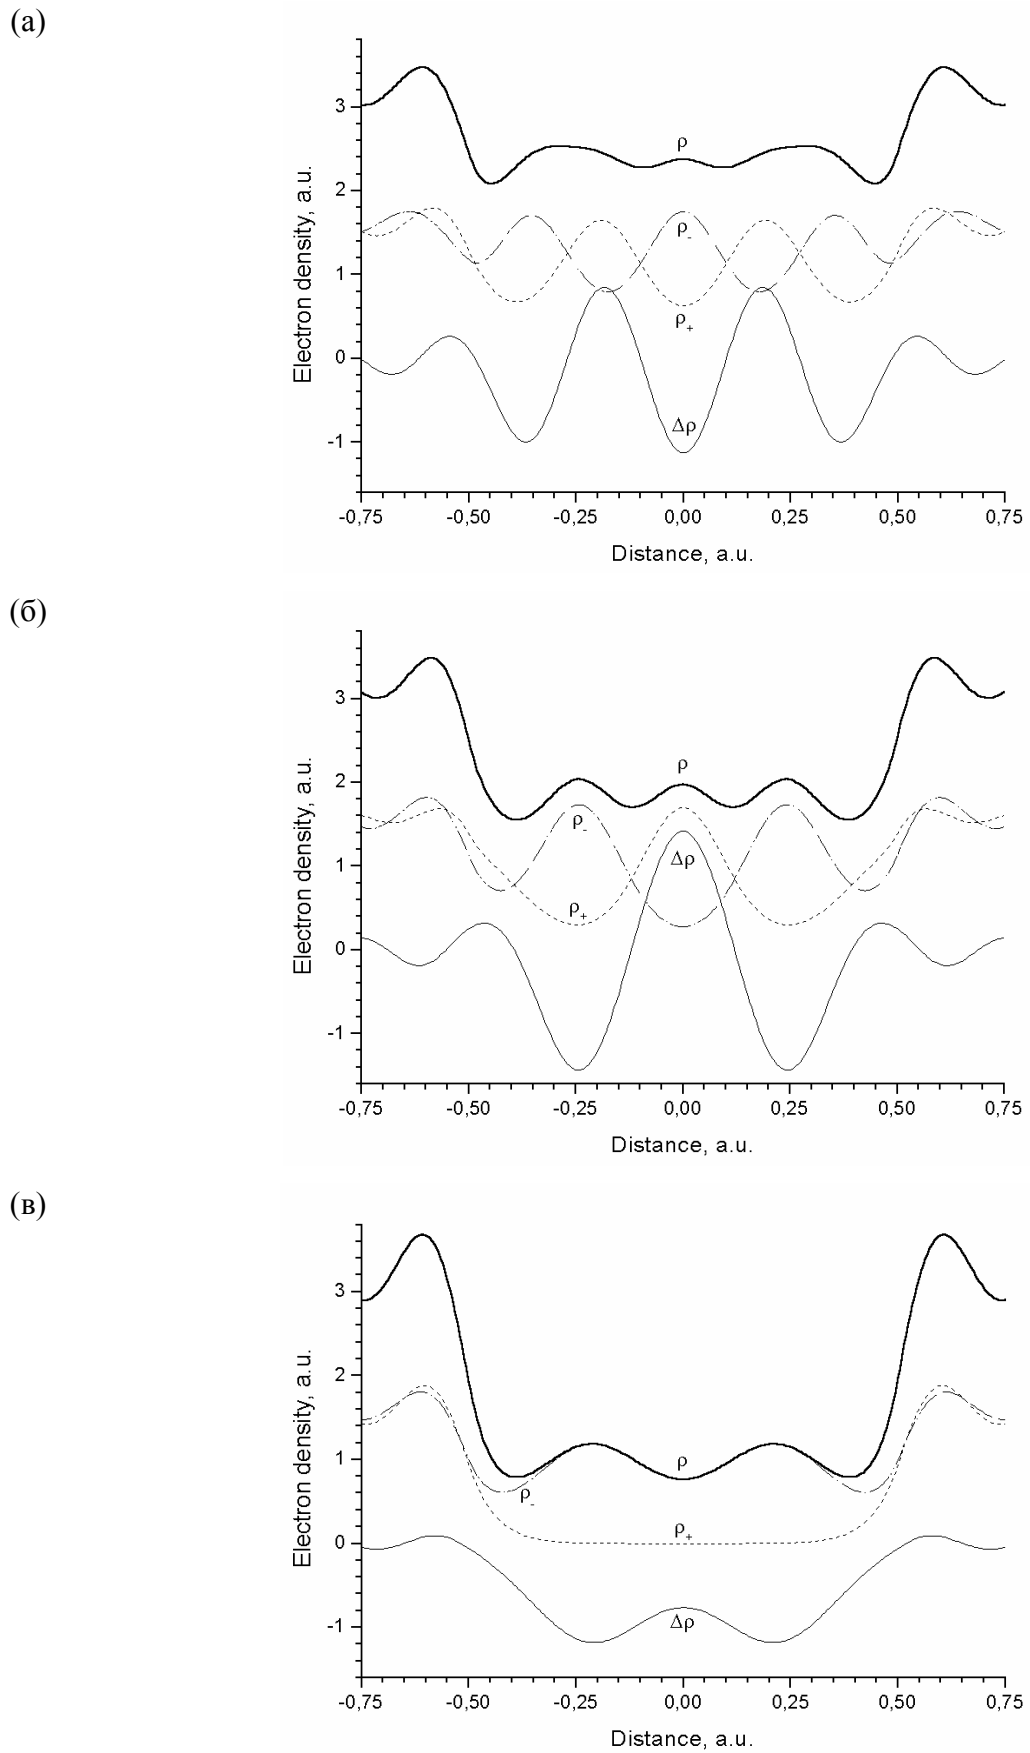 (а)
Electron density, a.u.
3
2
1
0
-1
ρ
ρ-
ρ+
Δρ
-0,75 -0,50 -0,25 0,00 0,25 0,50 0,75
Distance, a.u.
(б)
Electron density, a.u.
3
2
1
0
-1
ρ
ρ-
Δρ
ρ+
-0,75 -0,50 -0,25 0,00 0,25 0,50 0,75
Distance, a.u.
(в)
Electron density, a.u.
3
2
1
0
-1
ρ
ρ-
ρ+
Δρ
-0,75 -0,50 -0,25 0,00 0,25 0,50 0,75
Distance, a.u.